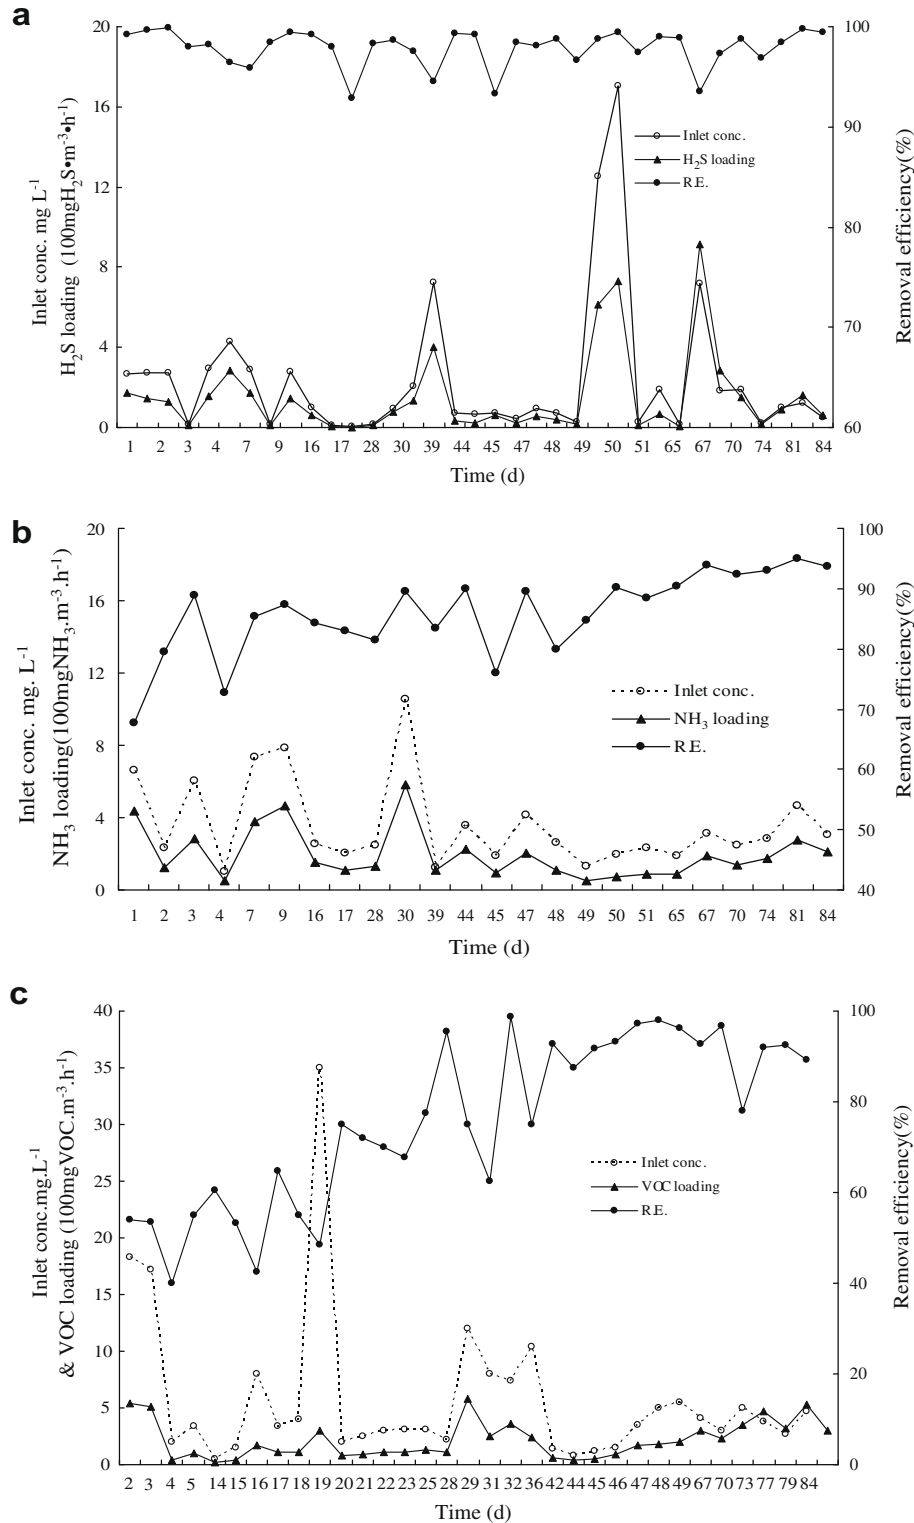 a
Inlet conc. mg L⁻¹
H₂S loading (100mgH₂S•m⁻³•h⁻¹)
20
16
12
8
4
0
100
90
80
70
60
Removal efficiency(%)
Inlet conc.
H₂S loading
R.E.
1 2 3 4 7 9 16 17 28 30 39 44 45 47 48 49 50 51 65 67 70 74 81 84
Time (d)
b
Inlet conc. mg. L⁻¹
NH₃ loading(100mgNH₃.m⁻³.h⁻¹)
20
16
12
8
4
0
100
90
80
70
60
50
40
Removal efficiency(%)
Inlet conc.
NH₃ loading
R.E.
1 2 3 4 7 9 16 17 28 30 39 44 45 47 48 49 50 51 65 67 70 74 81 84
Time (d)
c
Inlet conc.mg.L⁻¹
& VOC loading (100mgVOC.m⁻³.h⁻¹)
40
35
30
25
20
15
10
5
0
100
80
60
40
20
0
Removal efficiency(%)
Inlet conc.
VOC loading
R.E.
2 3 4 5 14 15 16 17 18 19 20 21 22 23 25 28 29 31 32 36 42 44 45 46 47 48 49 67 70 73 77 79 84
Time (d)